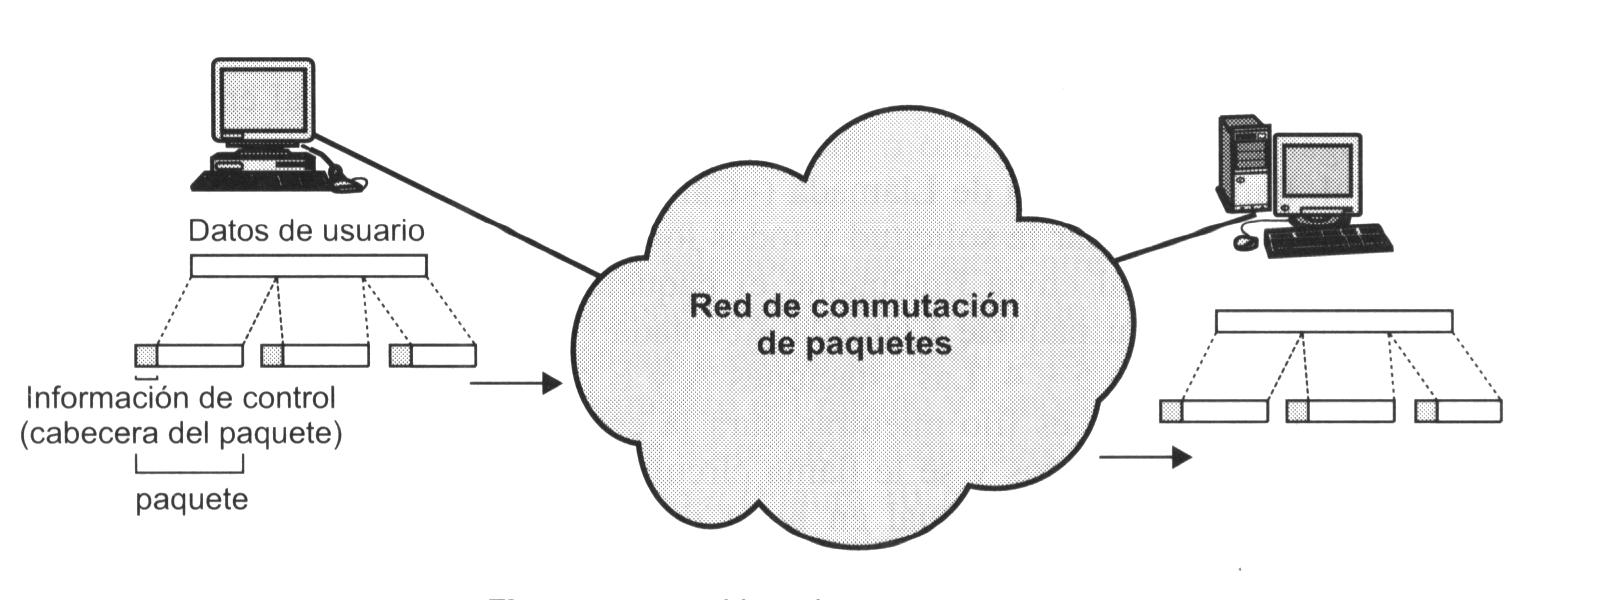 Datos de usuario
Red de conmutación
de paquetes
Información de control
(cabecera del paquete)
paquete